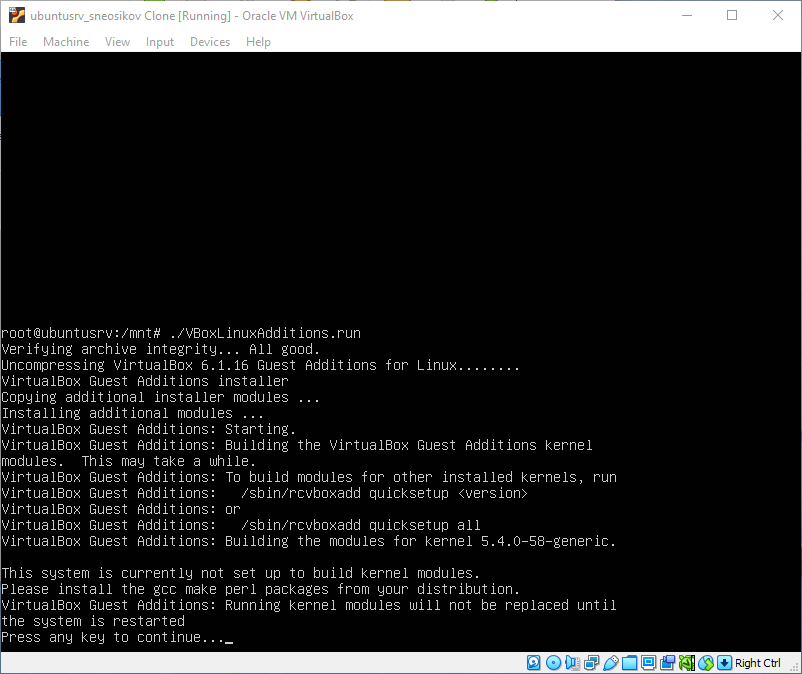 ubuntusrv_sneosikov Clone [Running] - Oracle VM VirtualBox
File Machine View Input Devices Help
root@ubuntusrv:/mnt# ./VBoxLinuxAdditions.run
Verifying archive integrity... All good.
Uncompressing VirtualBox 6.1.16 Guest Additions for Linux........
VirtualBox Guest Additions installer
Copying additional installer modules ...
Installing additional modules ...
VirtualBox Guest Additions: Starting.
VirtualBox Guest Additions: Building the VirtualBox Guest Additions kernel
modules.  This may take a while.
VirtualBox Guest Additions: To build modules for other installed kernels, run
VirtualBox Guest Additions:   /sbin/rcvboxadd quicksetup <version>
VirtualBox Guest Additions: or
VirtualBox Guest Additions:   /sbin/rcvboxadd quicksetup all
VirtualBox Guest Additions: Building the modules for kernel 5.4.0-58-generic.
This system is currently not set up to build kernel modules.
Please install the gcc make perl packages from your distribution.
VirtualBox Guest Additions: Running kernel modules will not be replaced until
the system is restarted
Press any key to continue..._
Right Ctrl